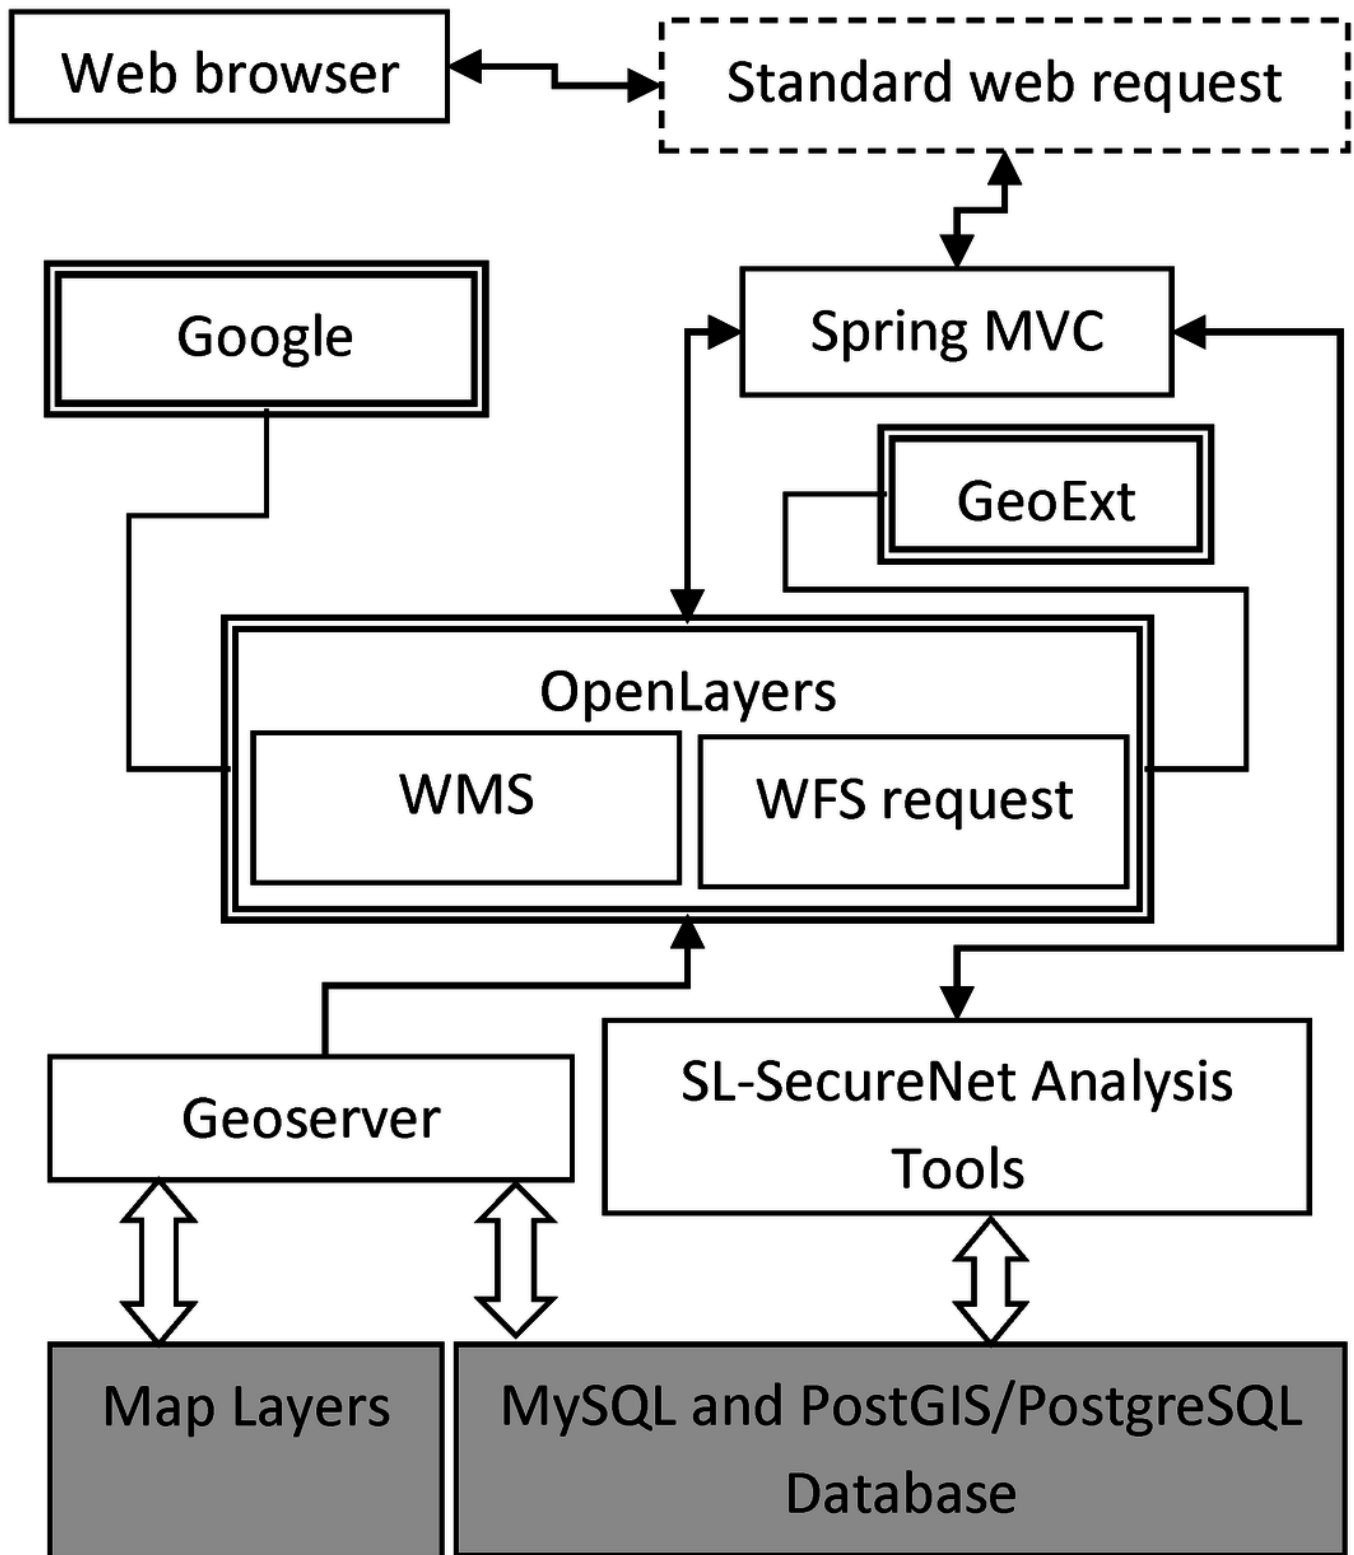 Web browser
Standard web request
Google
Spring MVC
GeoExt
OpenLayers
WMS
WFS request
Geoserver
SL-SecureNet Analysis
Tools
Map Layers
MySQL and PostGIS/PostgreSQL
Database